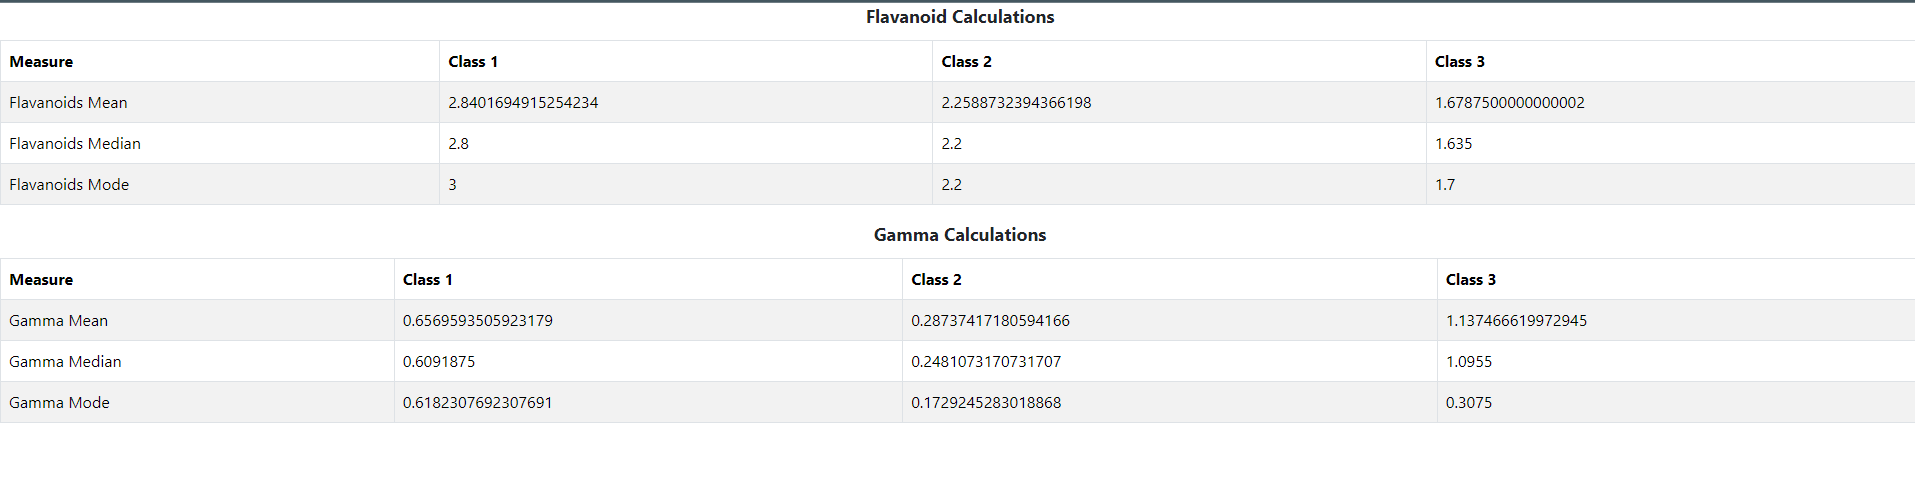 Flavanoid Calculations
Measure Class 1 Class 2 Class 3
Flavanoids Mean 2.8401694915254234 2.2588732394366198 1.6787500000000002
Flavanoids Median 2.8 2.2 1.635
Flavanoids Mode 3 2.2 1.7
Gamma Calculations
Measure Class 1 Class 2 Class 3
Gamma Mean 0.6569593505923179 0.28737417180594166 1.137466619972945
Gamma Median 0.6091875 0.2481073170731707 1.0955
Gamma Mode 0.6182307692307691 0.1729245283018868 0.3075